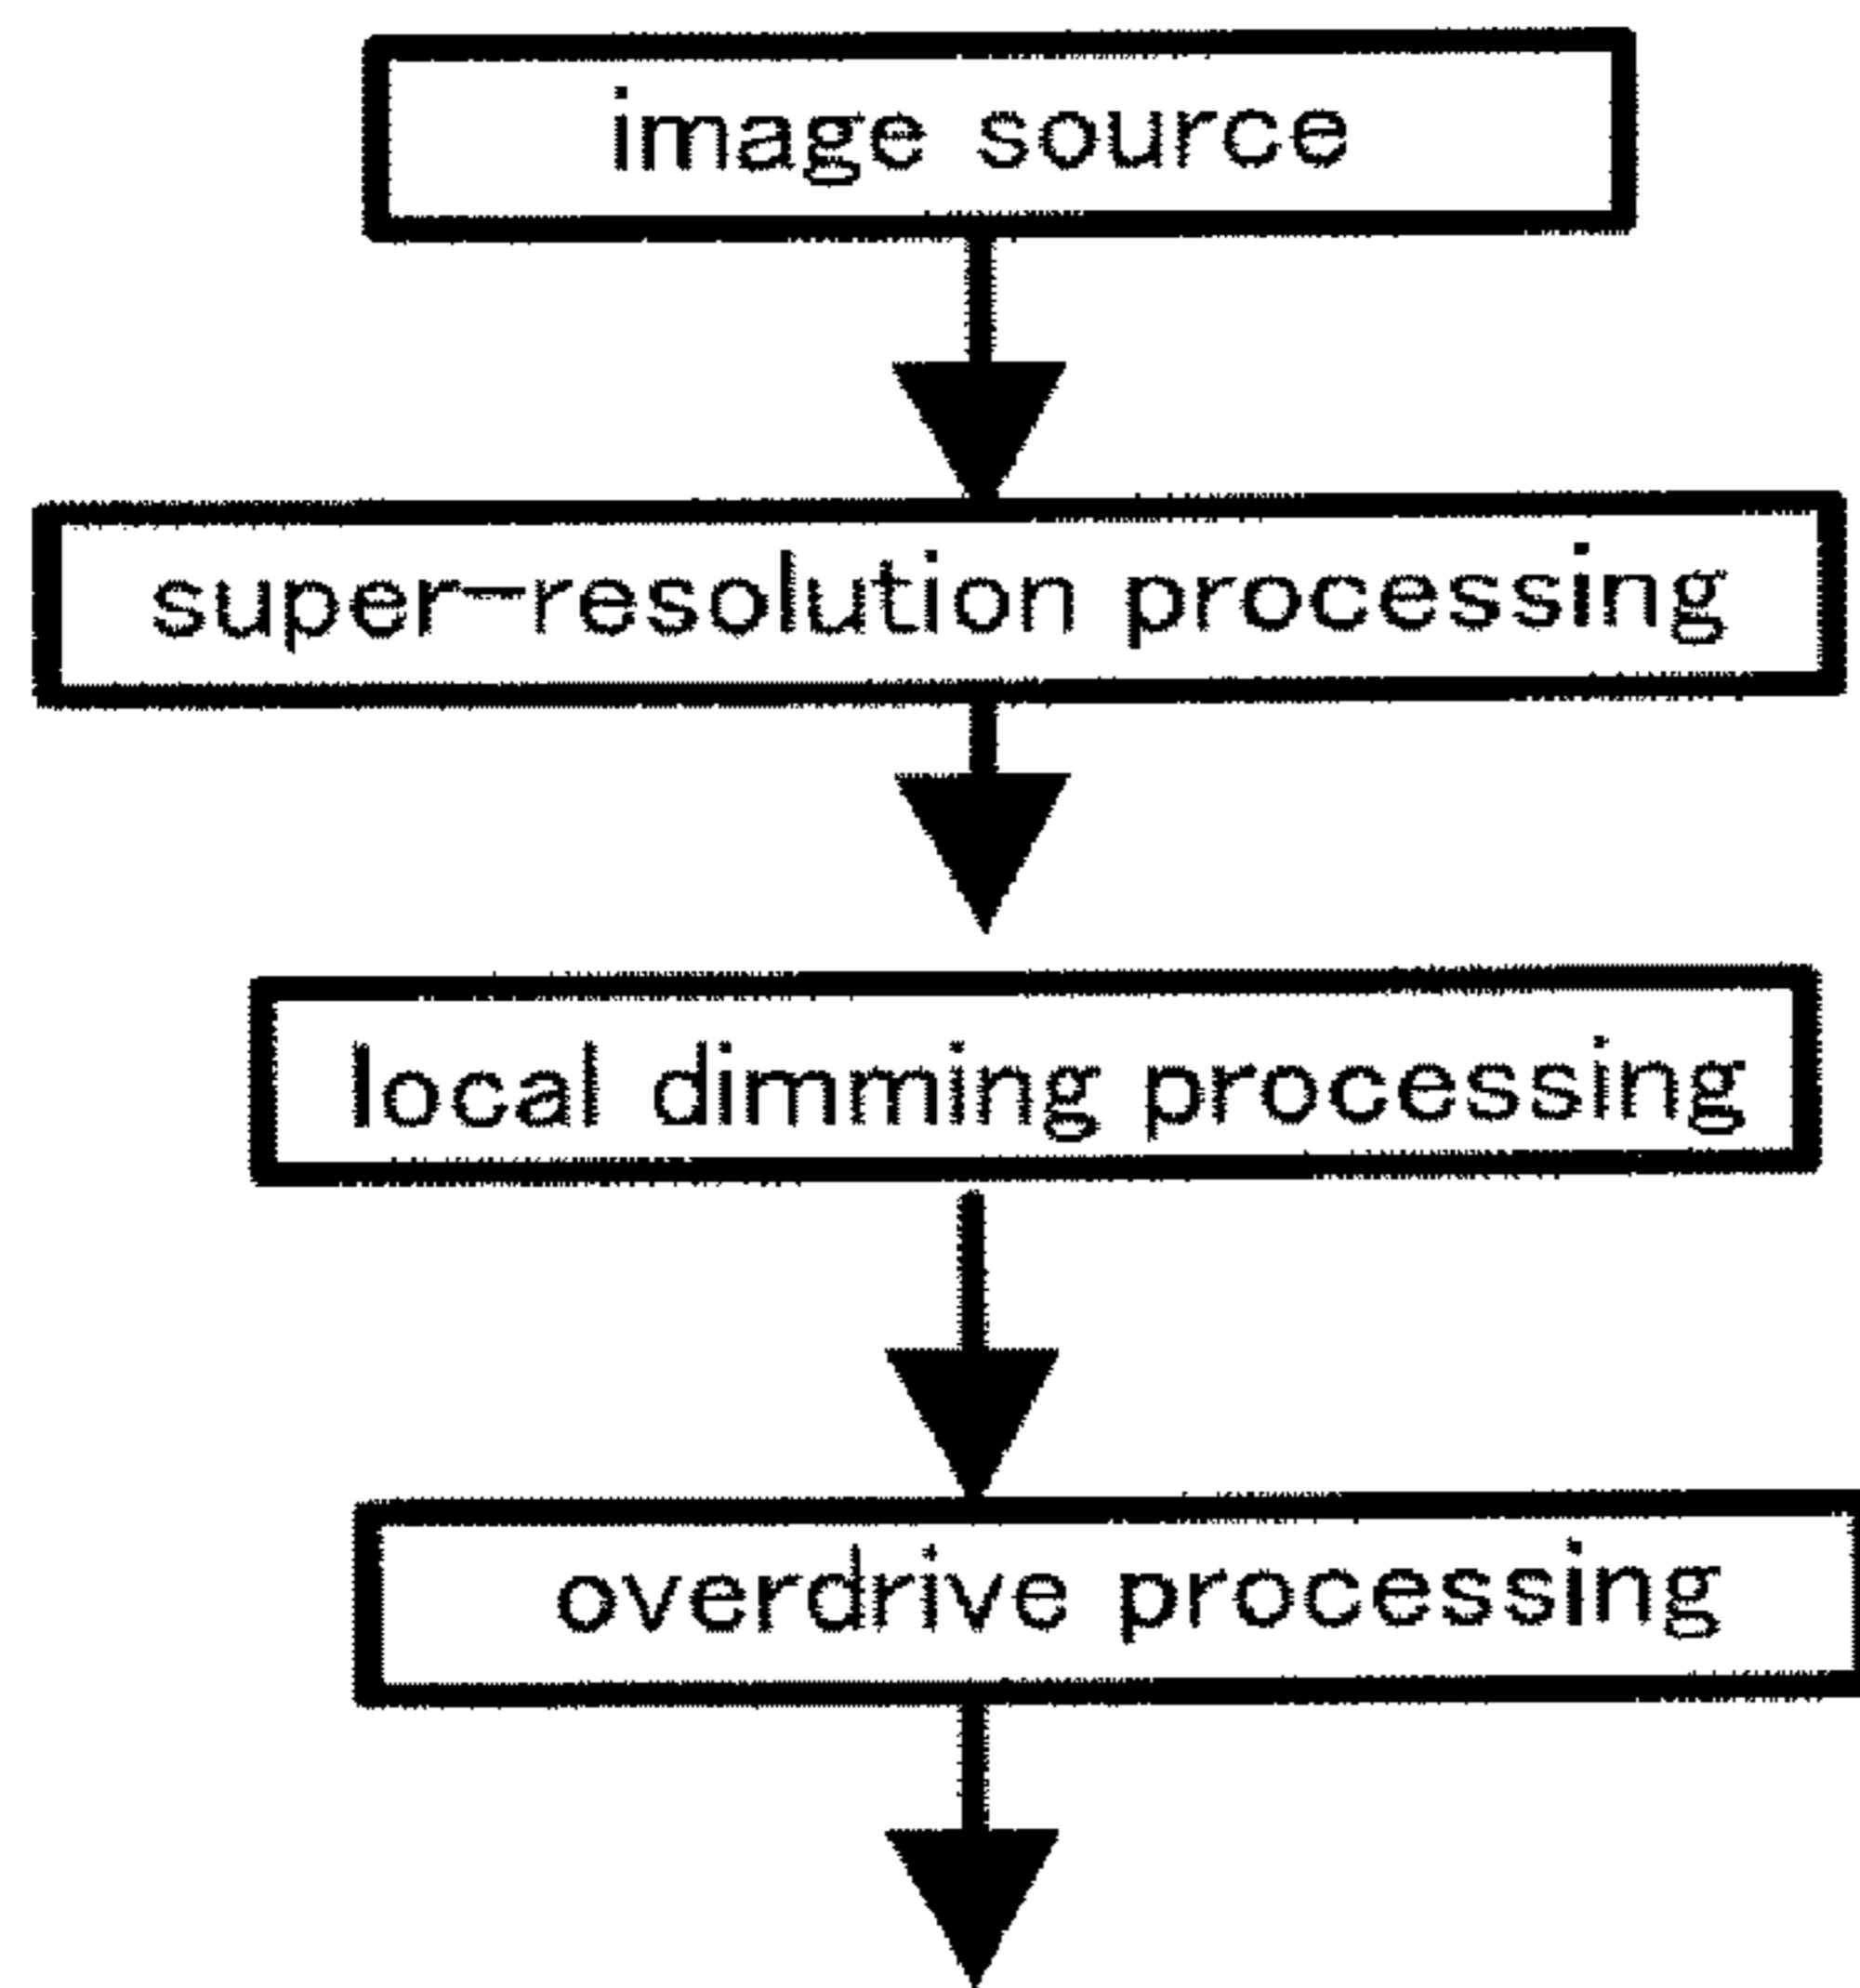 image source
super-resolution processing
local dimming processing
overdrive processing